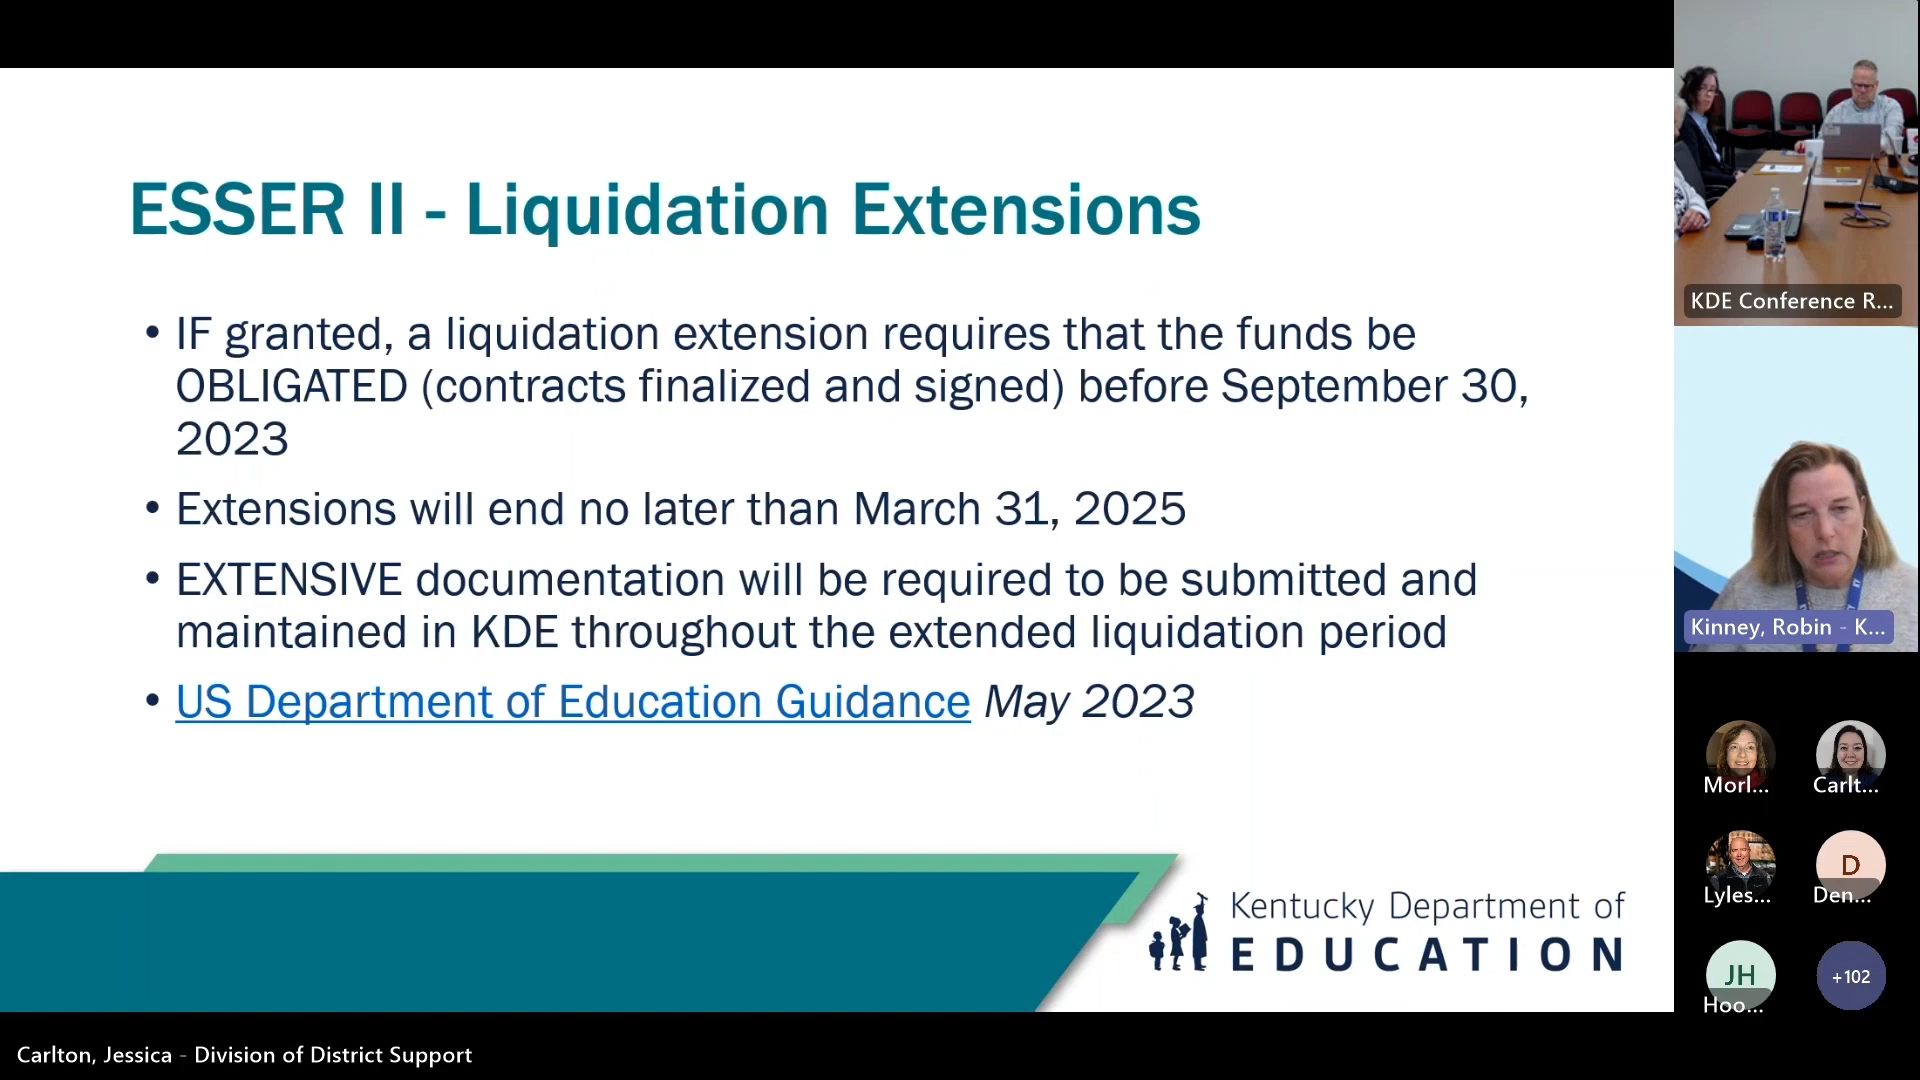 ESSER II - Liquidation Extensions
• IF granted, a liquidation extension requires that the funds be
OBLIGATED (contracts finalized and signed) before September 30,
2023
• Extensions will end no later than March 31, 2025
• EXTENSIVE documentation will be required to be submitted and
maintained in KDE throughout the extended liquidation period
• US Department of Education Guidance May 2023
Kentucky Department of
EDUCATION
KDE Conference R...
Kinney, Robin - K...
Morl...
Carlt...
Lyles...
D
Den...
JH
Hoo...
+102
Carlton, Jessica - Division of District Support